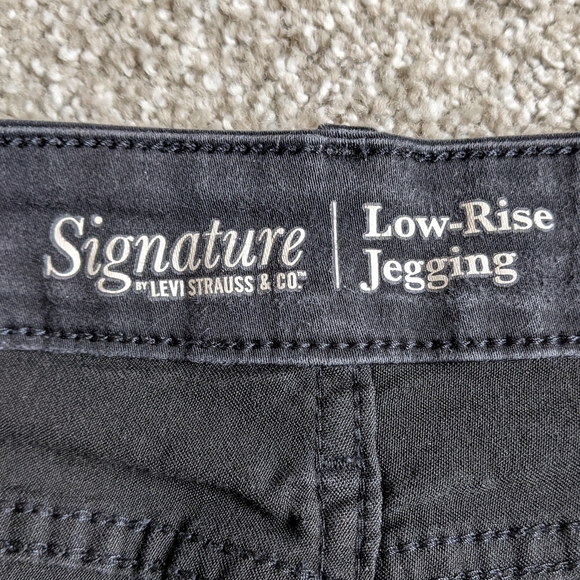 Signature
BY LEVI STRAUSS & CO.™
Low-Rise
Jegging